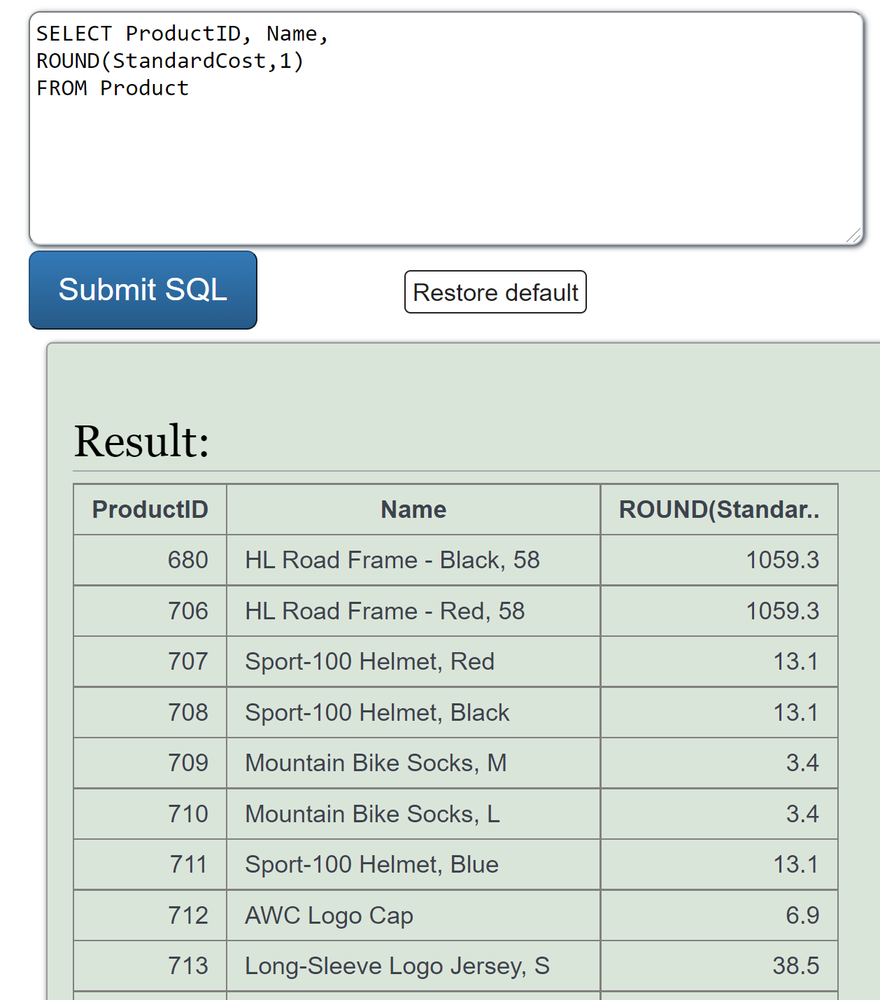 SELECT ProductID, Name,
ROUND(StandardCost,1)
FROM Product
Submit SQL
Restore default
Result:
ProductID Name ROUND(Standar..
680 HL Road Frame - Black, 58 1059.3
706 HL Road Frame - Red, 58 1059.3
707 Sport-100 Helmet, Red 13.1
708 Sport-100 Helmet, Black 13.1
709 Mountain Bike Socks, M 3.4
710 Mountain Bike Socks, L 3.4
711 Sport-100 Helmet, Blue 13.1
712 AWC Logo Cap 6.9
713 Long-Sleeve Logo Jersey, S 38.5